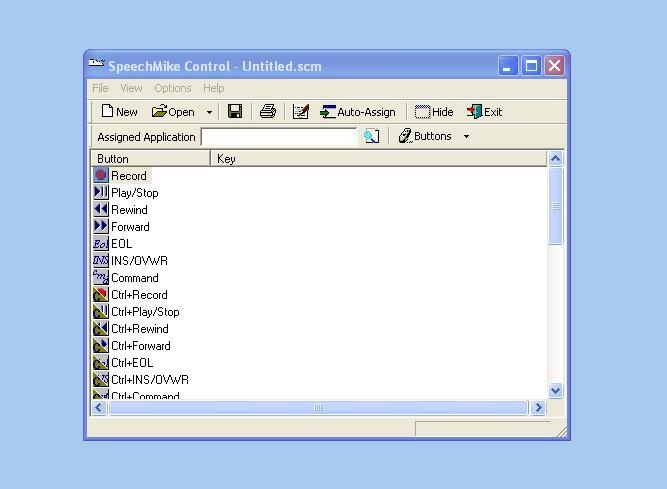 SpeechMike Control - Untitled.scm
File View Options Help
New Open Auto-Assign Hide Exit
Assigned Application Buttons
Button Key
Record
Play/Stop
Rewind
Forward
EOL
INS/OVWR
Command
Ctrl+Record
Ctrl+Play/Stop
Ctrl+Rewind
Ctrl+Forward
Ctrl+EOL
Ctrl+INS/OVWR
Ctrl+Command